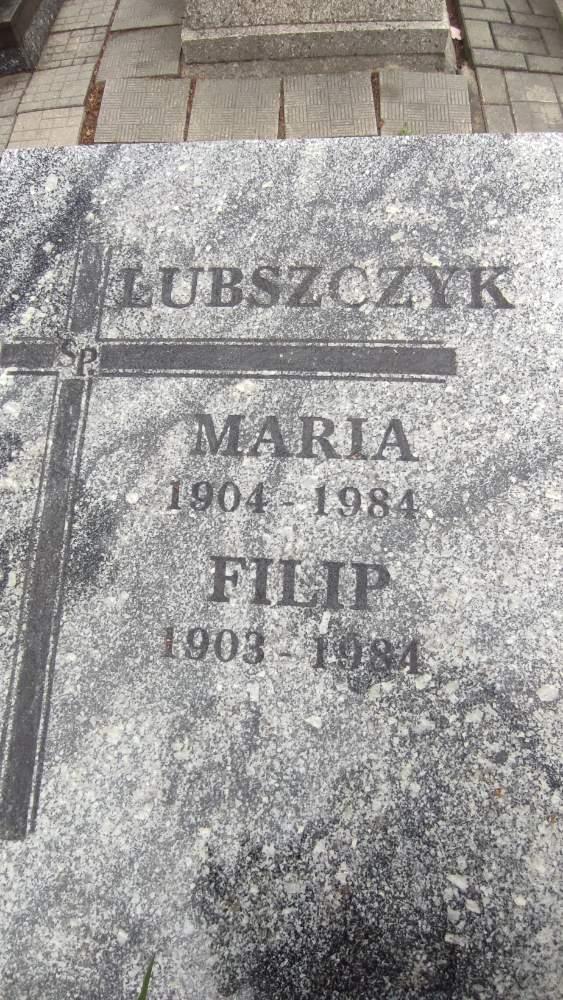 ŁUBSZCZYK
ŚP
MARIA
1904 - 1984
FILIP
1903 - 1984